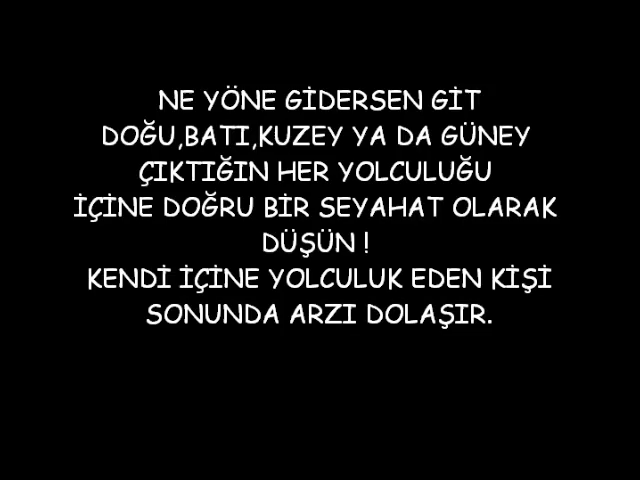 NE YÖNE GİDERSEN GİT
DOĞU,BATI,KUZEY YA DA GÜNEY
ÇIKTIĞIN HER YOLCULUĞU
İÇİNE DOĞRU BİR SEYAHAT OLARAK
DÜŞÜN !
KENDİ İÇİNE YOLCULUK EDEN KİŞİ
SONUNDA ARZI DOLAŞIR.